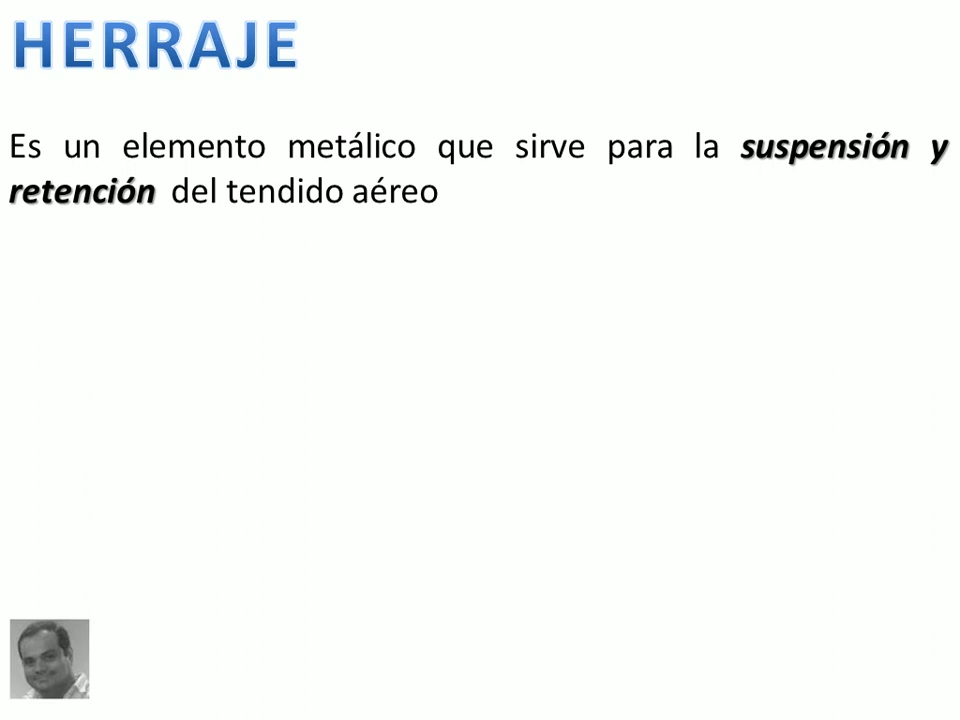 HERRAJE
Es un elemento metálico que sirve para la suspensión y
retención del tendido aéreo